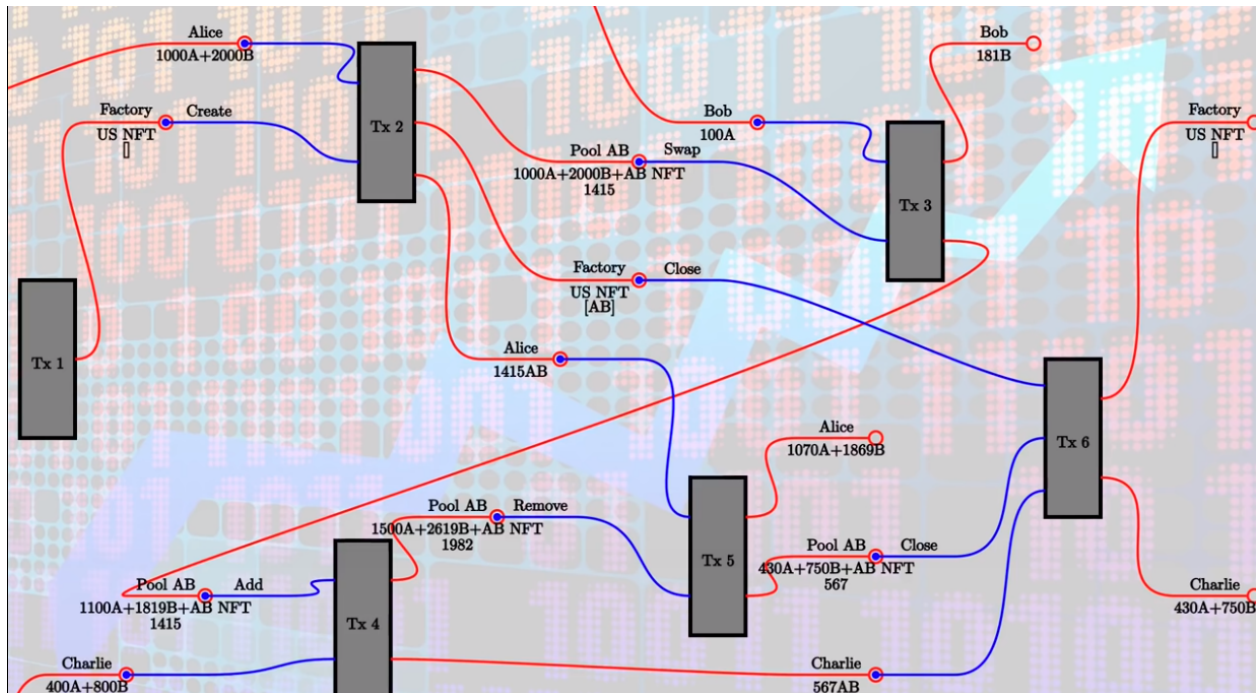 Alice
1000A+2000B
Bob
181B
Factory
US NFT
[]
Create
Tx 2
Bob
100A
Factory
US NFT
[]
Pool AB
1000A+2000B+AB NFT
1415
Swap
Tx 3
Factory
US NFT
[AB]
Close
Tx 1
Alice
1415AB
Alice
1070A+1869B
Tx 6
Pool AB
1500A+2619B+AB NFT
1982
Remove
Tx 5
Pool AB
430A+750B+AB NFT
567
Close
Pool AB
1100A+1819B+AB NFT
1415
Add
Tx 4
Charlie
430A+750B
Charlie
400A+800B
Charlie
567AB